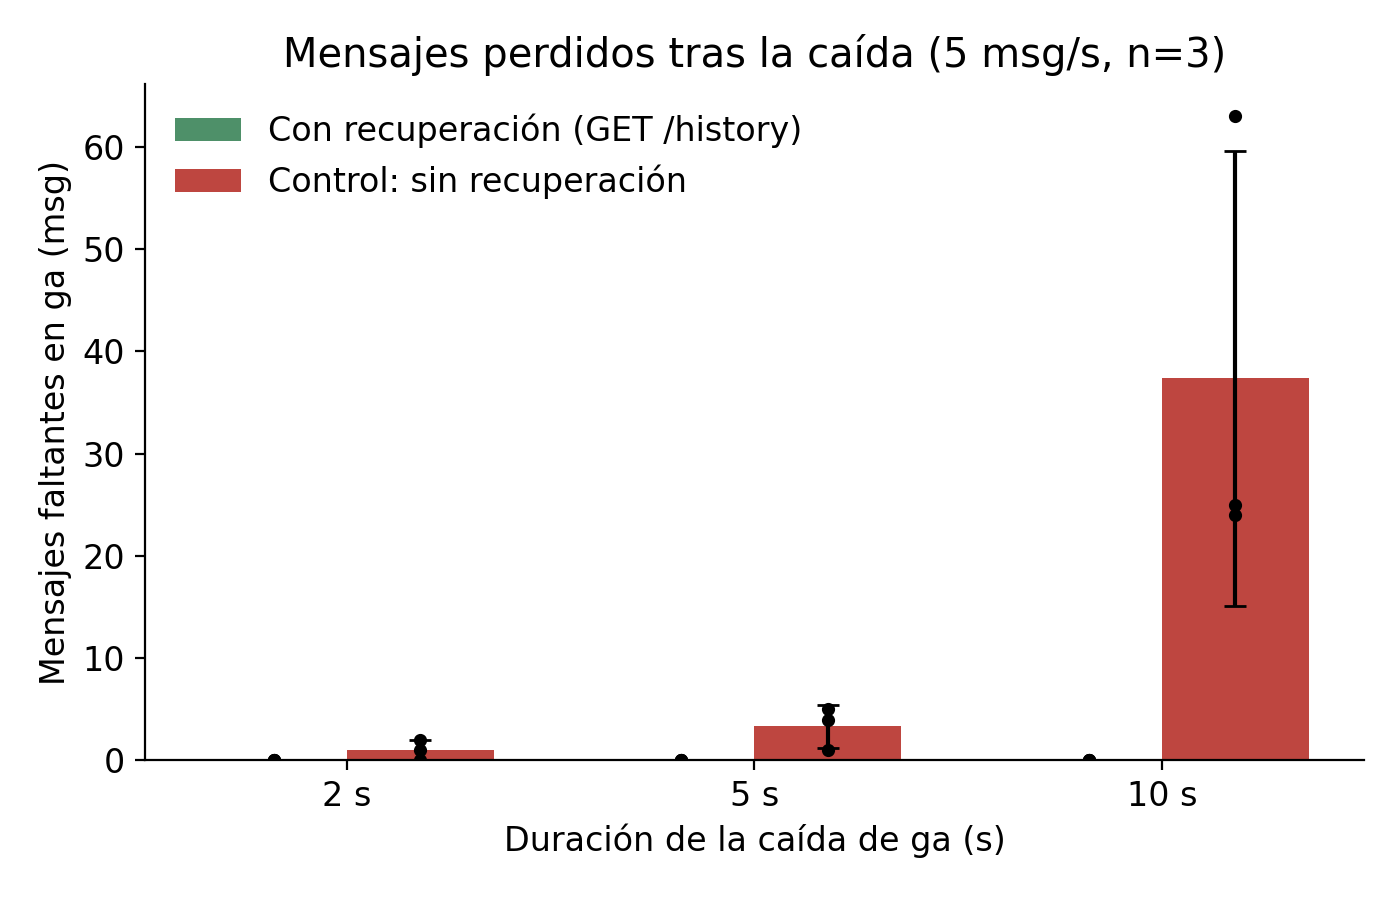 Mensajes perdidos tras la caída (5 msg/s, n=3)
Con recuperación (GET /history)
Control: sin recuperación
Mensajes faltantes en ga (msg)
60
50
40
30
20
10
0
2 s
5 s
10 s
Duración de la caída de ga (s)